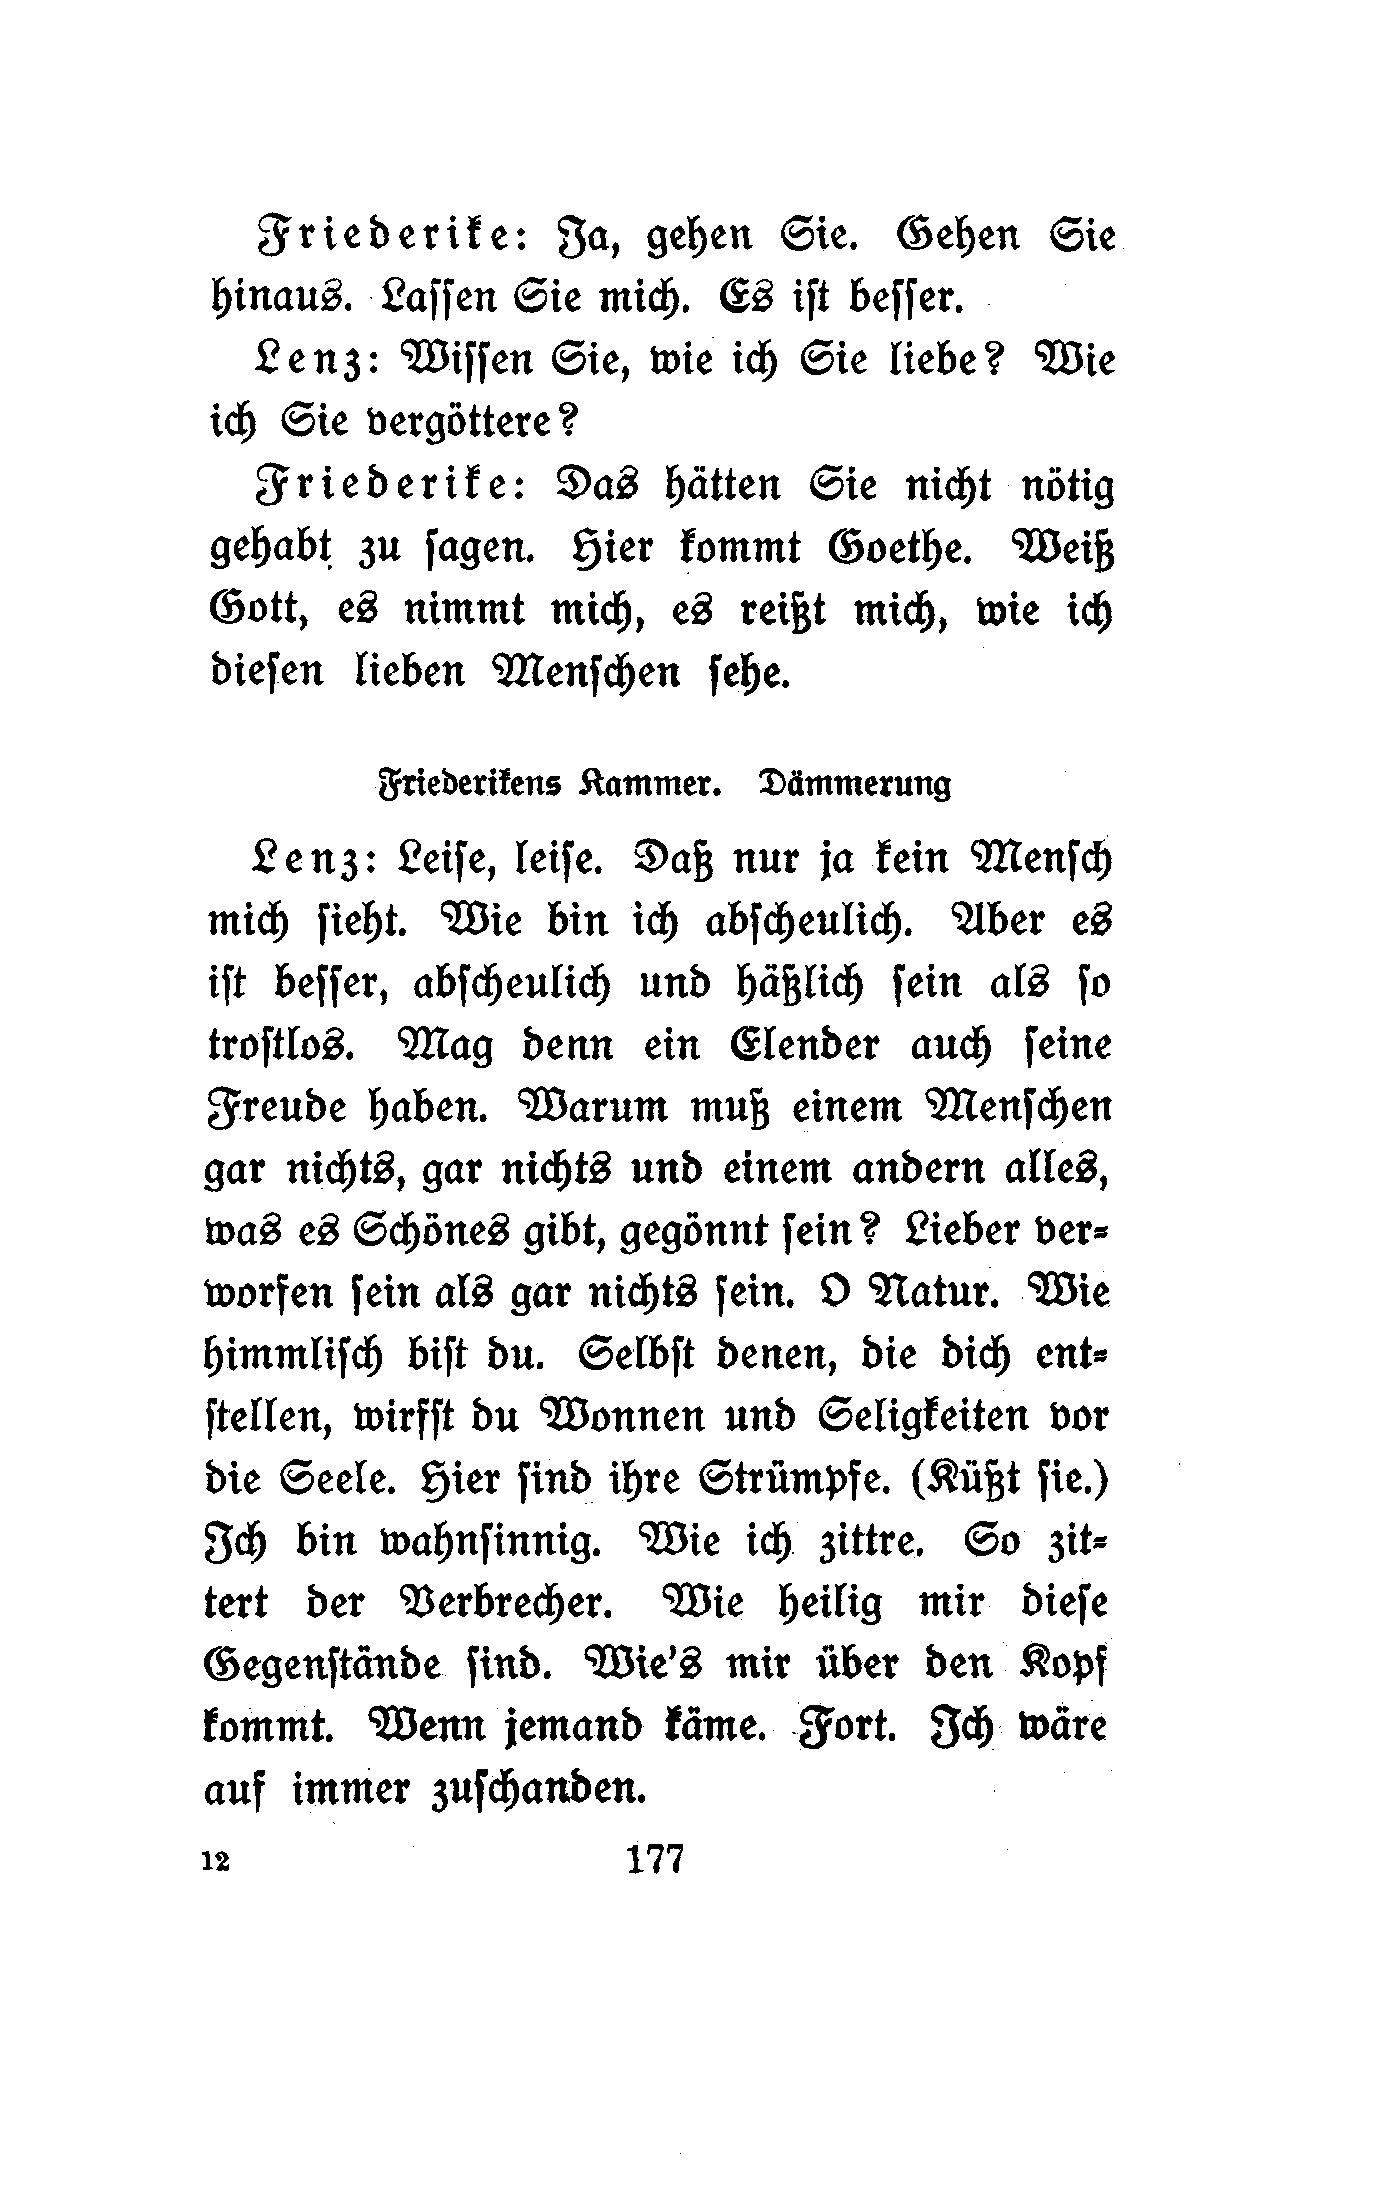 Friederike: Ja, gehen Sie. Gehen Sie
hinaus. Lassen Sie mich. Es ist besser.
Lenz: Wissen Sie, wie ich Sie liebe? Wie
ich Sie vergöttere?
Friederike: Das hätten Sie nicht nötig
gehabt zu sagen. Hier kommt Goethe. Weiß
Gott, es nimmt mich, es reißt mich, wie ich
diesen lieben Menschen sehe.
Friederikens Kammer. Dämmerung
Lenz: Leise, leise. Daß nur ja kein Mensch
mich sieht. Wie bin ich abscheulich. Aber es
ist besser, abscheulich und häßlich sein als so
trostlos. Mag denn ein Elender auch seine
Freude haben. Warum muß einem Menschen
gar nichts, gar nichts und einem andern alles,
was es Schönes gibt, gegönnt sein? Lieber ver-
worfen sein als gar nichts sein. O Natur. Wie
himmlisch bist du. Selbst denen, die dich ent-
stellen, wirfst du Wonnen und Seligkeiten vor
die Seele. Hier sind ihre Strümpfe. (Küßt sie.)
Ich bin wahnsinnig. Wie ich zittre. So zit-
tert der Verbrecher. Wie heilig mir diese
Gegenstände sind. Wie's mir über den Kopf
kommt. Wenn jemand käme. Fort. Ich wäre
auf immer zuschanden.
12 177